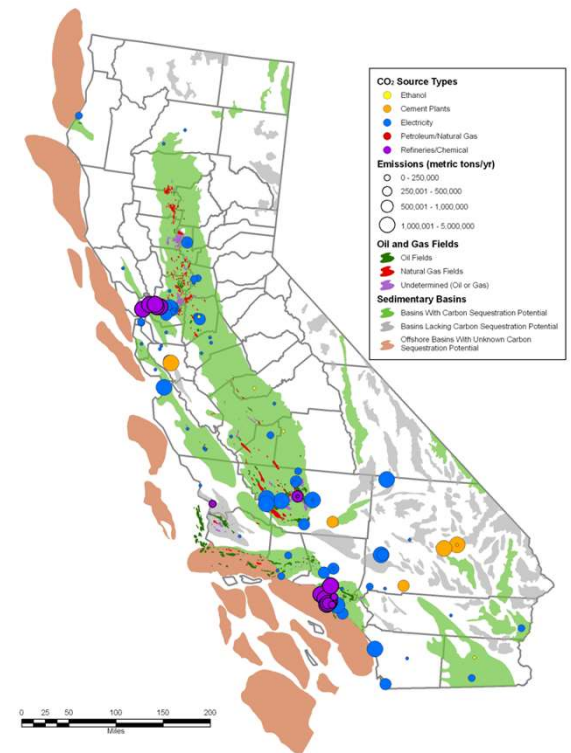 CO₂ Source Types
Ethanol
Cement Plants
Electricity
Petroleum/Natural Gas
Refineries/Chemical
Emissions (metric tons/yr)
0 - 250,000
250,001 - 500,000
500,001 - 1,000,000
1,000,001 - 5,000,000
Oil and Gas Fields
Oil Fields
Natural Gas Fields
Undetermined (Oil or Gas)
Sedimentary Basins
Basins With Carbon Sequestration Potential
Basins Lacking Carbon Sequestration Potential
Offshore Basins With Unknown Carbon
Sequestration Potential
0 50 100 150 200
Miles